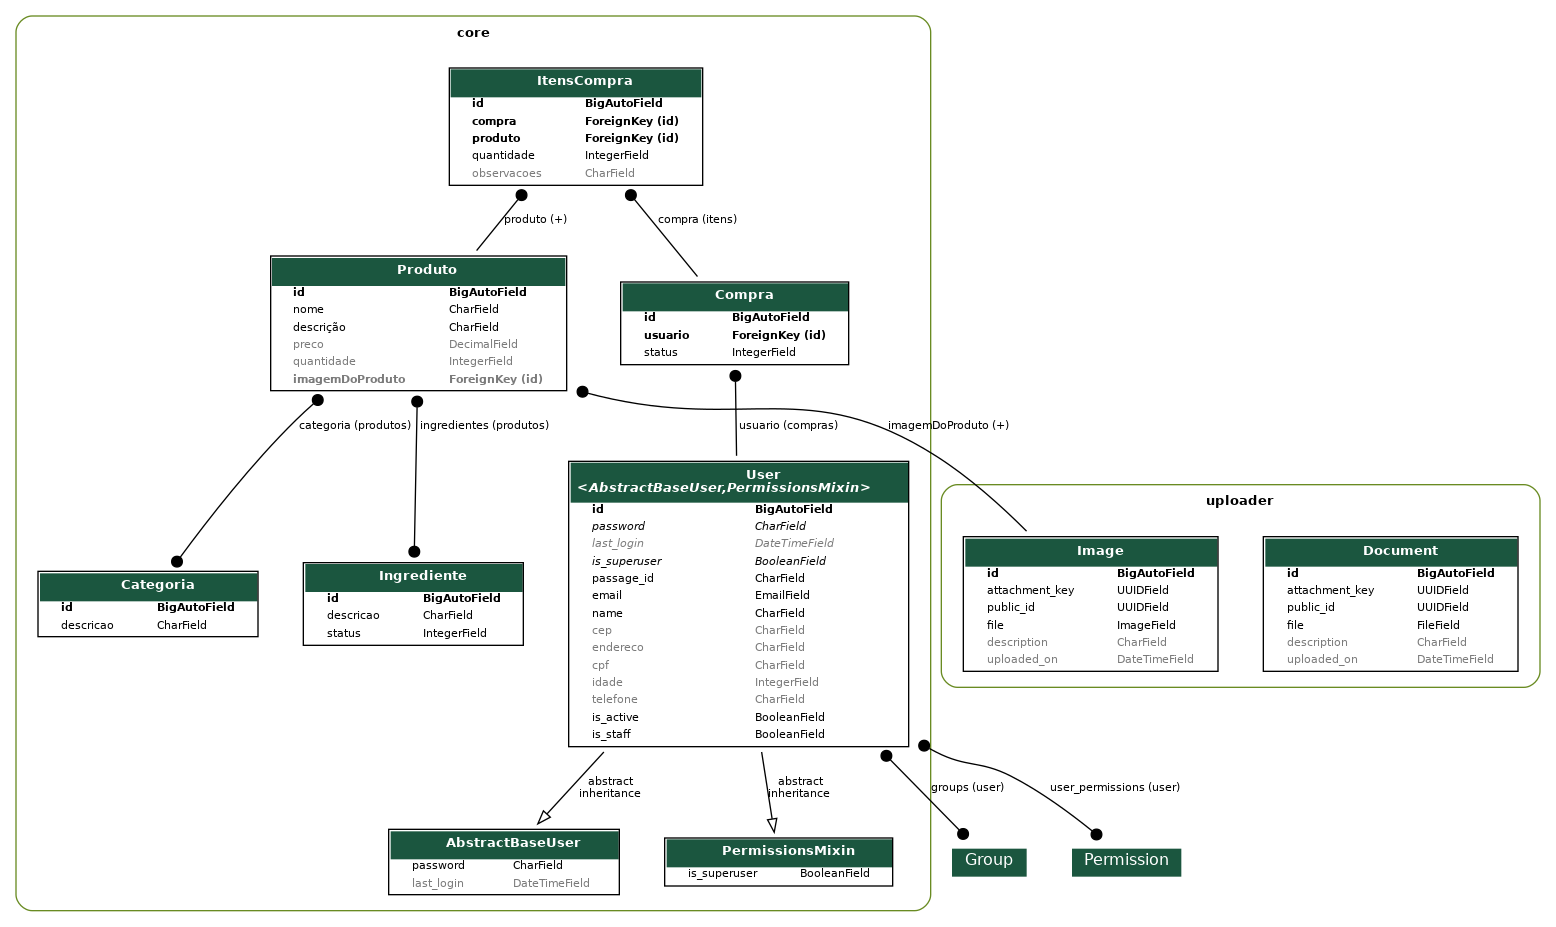 core
ItensCompra
id BigAutoField
compra ForeignKey (id)
produto ForeignKey (id)
quantidade IntegerField
observacoes CharField
produto (+)
compra (itens)
Produto
id BigAutoField
nome CharField
descrição CharField
preco DecimalField
quantidade IntegerField
imagemDoProduto ForeignKey (id)
Compra
id BigAutoField
usuario ForeignKey (id)
status IntegerField
categoria (produtos)
ingredientes (produtos)
usuario (compras)
imagemDoProduto (+)
User
<AbstractBaseUser,PermissionsMixin>
id BigAutoField
password CharField
last_login DateTimeField
is_superuser BooleanField
passage_id CharField
email EmailField
name CharField
cep CharField
endereco CharField
cpf CharField
idade IntegerField
telefone CharField
is_active BooleanField
is_staff BooleanField
Categoria
id BigAutoField
descricao CharField
Ingrediente
id BigAutoField
descricao CharField
status IntegerField
uploader
Image
id BigAutoField
attachment_key UUIDField
public_id UUIDField
file ImageField
description CharField
uploaded_on DateTimeField
Document
id BigAutoField
attachment_key UUIDField
public_id UUIDField
file FileField
description CharField
uploaded_on DateTimeField
abstract
inheritance
abstract
inheritance
groups (user)
user_permissions (user)
AbstractBaseUser
password CharField
last_login DateTimeField
PermissionsMixin
is_superuser BooleanField
Group
Permission